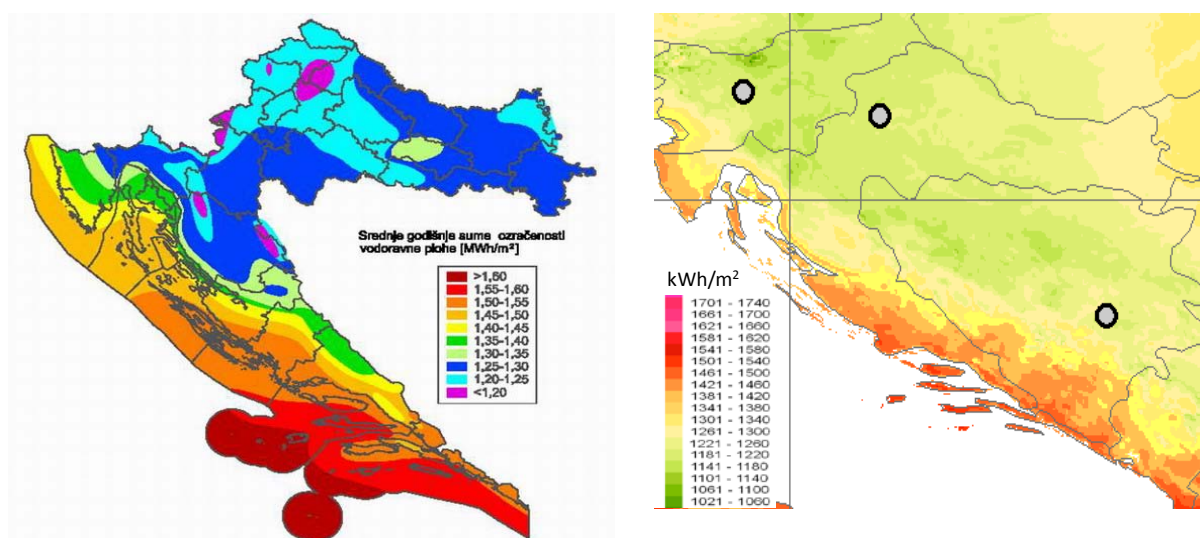 Srednje godišnje sume ozračenosti
vodoravne plohe [MWh/m²]
>1,60
1,55-1,60
1,50-1,55
1,45-1,50
1,40-1,45
1,35-1,40
1,30-1,35
1,25-1,30
1,20-1,25
<1,20
kWh/m²
1701 - 1740
1661 - 1700
1621 - 1660
1581 - 1620
1541 - 1580
1501 - 1540
1461 - 1500
1421 - 1460
1381 - 1420
1341 - 1380
1301 - 1340
1261 - 1300
1221 - 1260
1181 - 1220
1141 - 1180
1101 - 1140
1061 - 1100
1021 - 1060